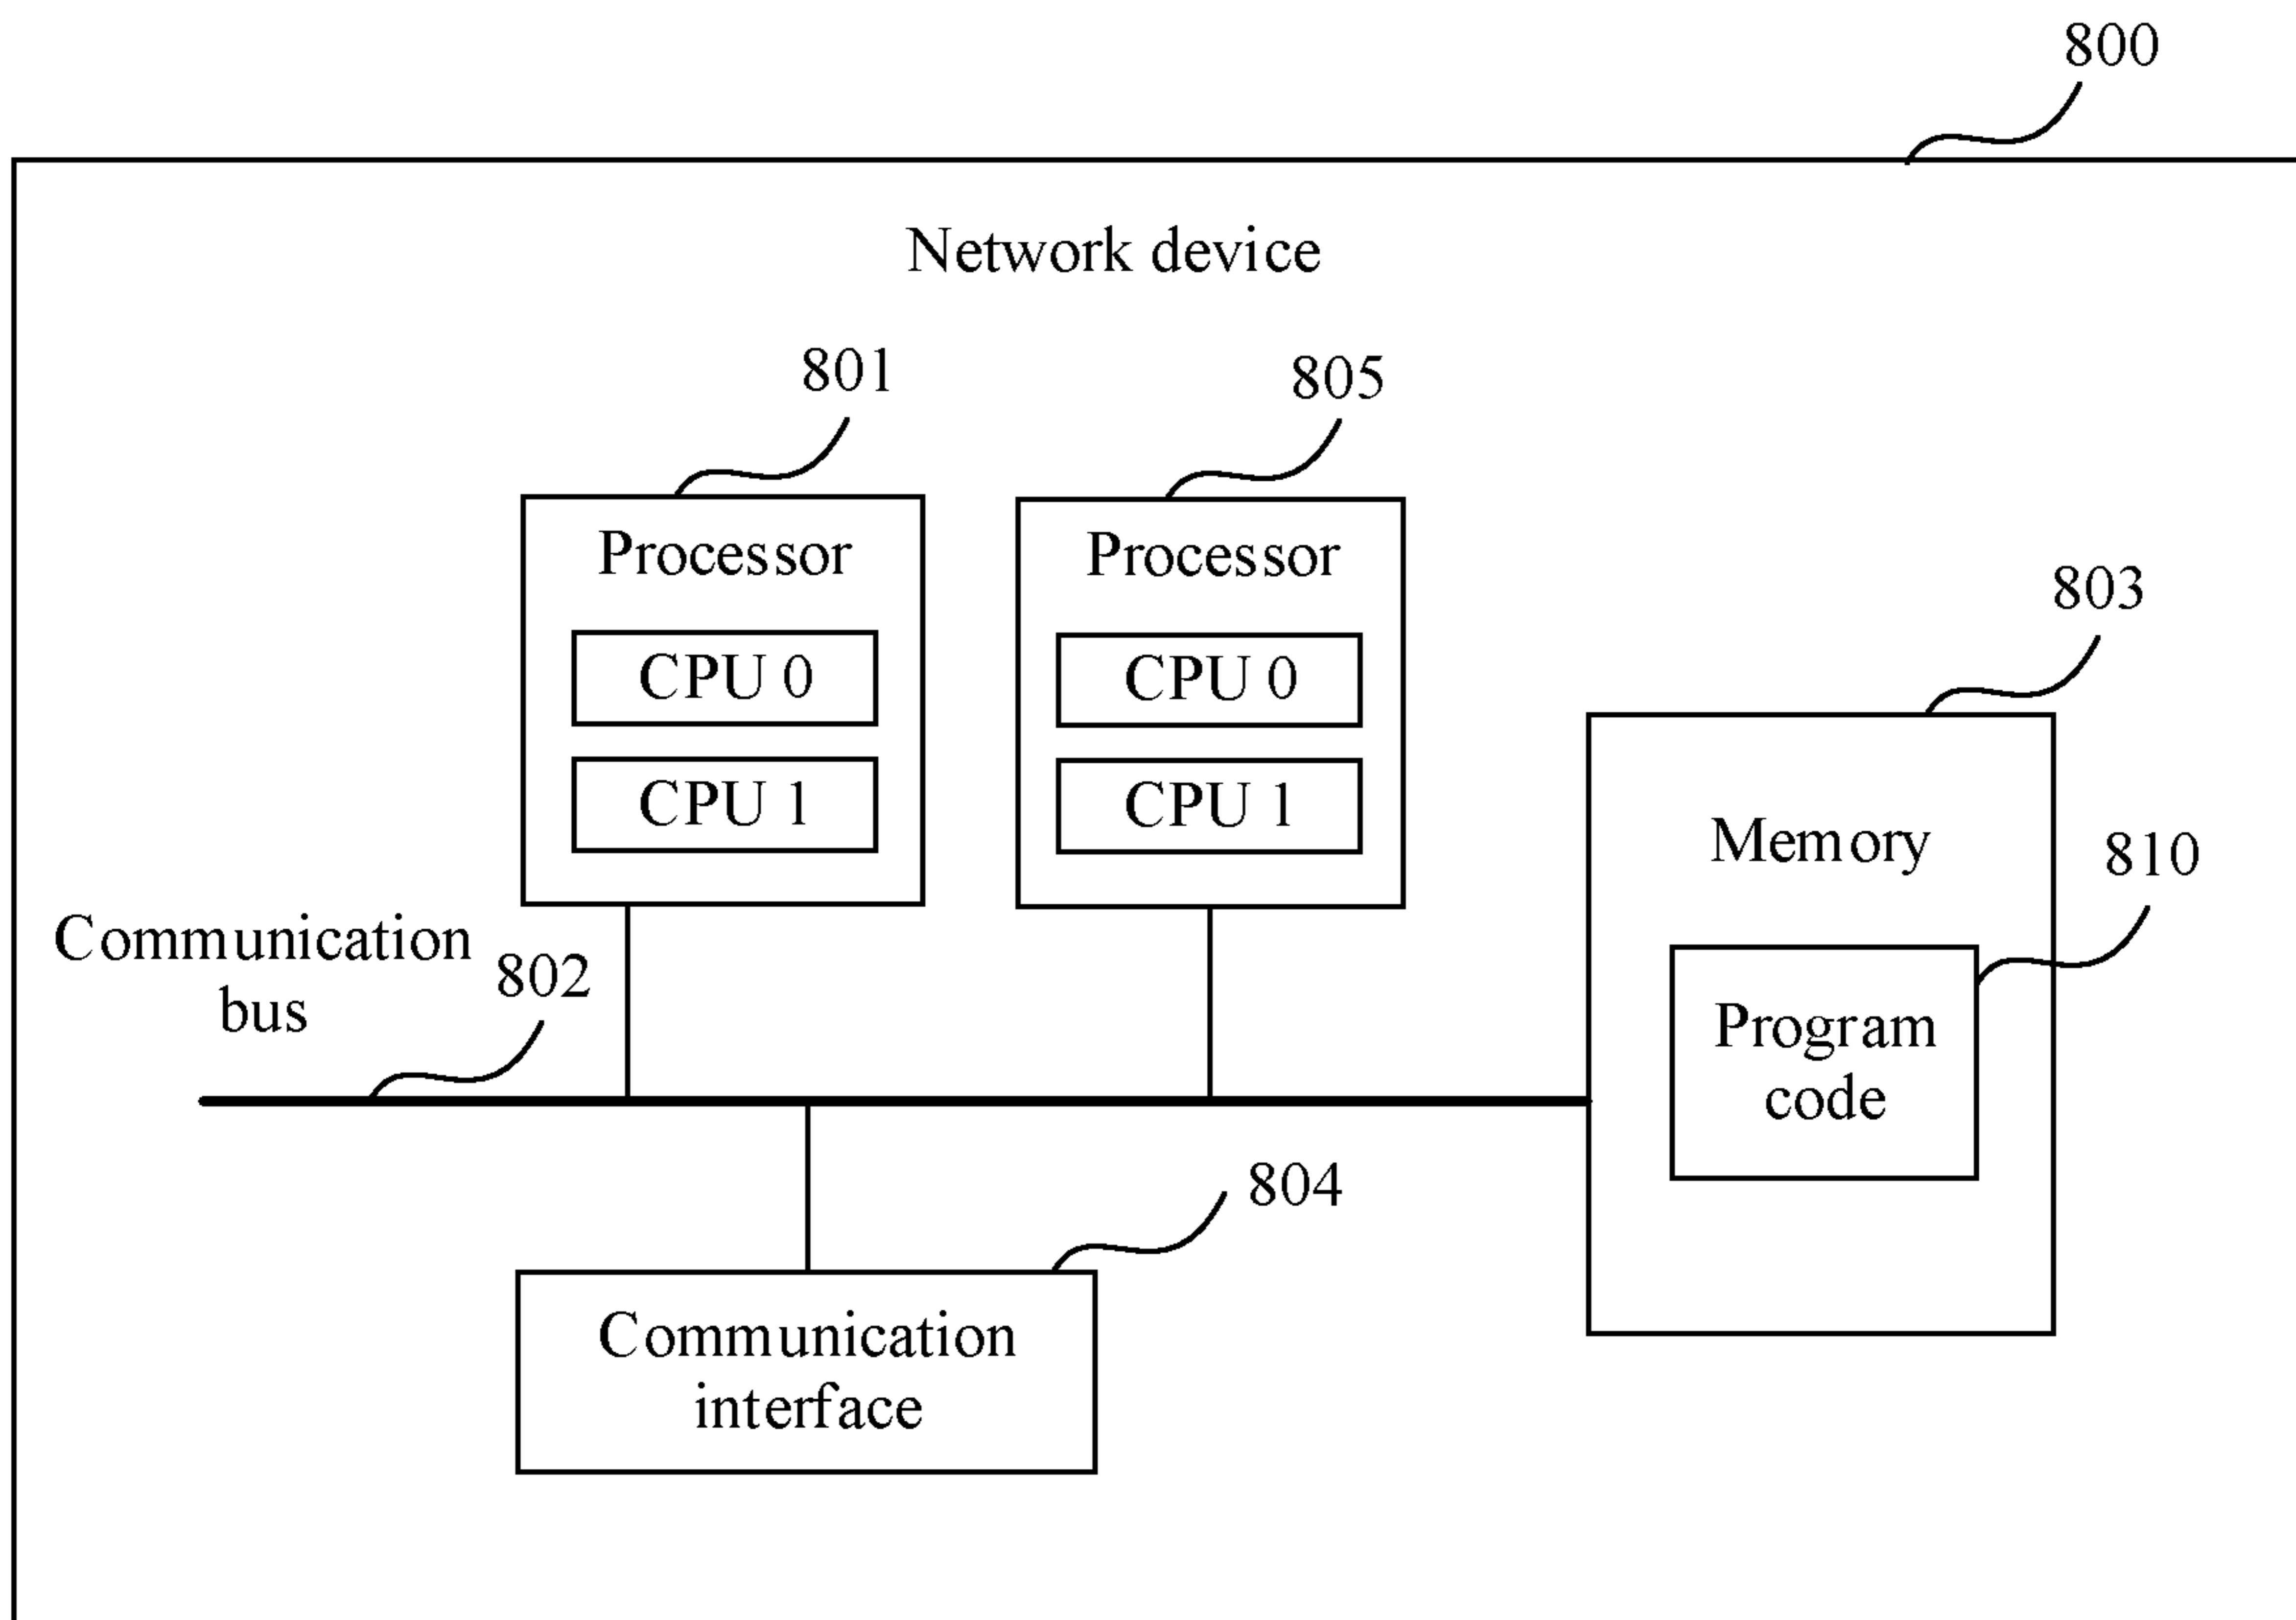 800
Network device
801
805
Processor
Processor
803
CPU 0
CPU 0
CPU 1
CPU 1
Memory
810
Communication
bus
802
Program
code
804
Communication
interface